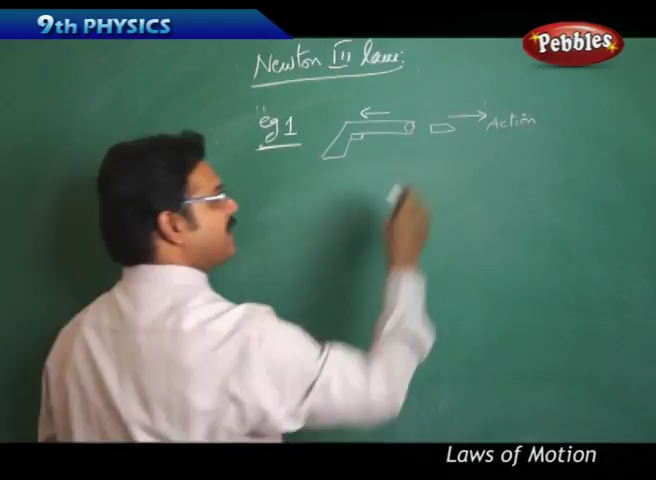 9th PHYSICS
Pebbles
Newton III law:
eg 1
Action
Laws of Motion